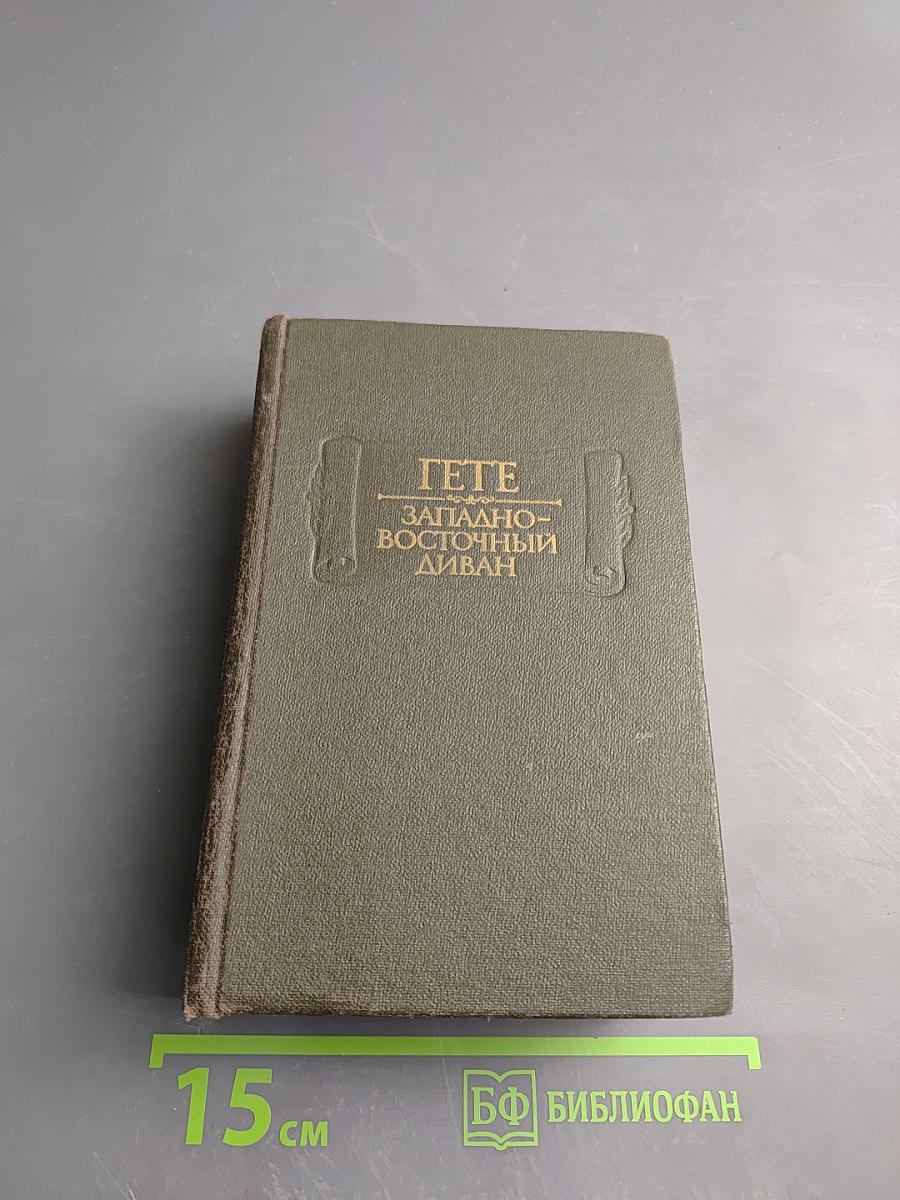 ГЕТЕ
ЗАПАДНО-
ВОСТОЧНЫЙ
ДИВАН
15 см
БФ БИБЛИОФАН